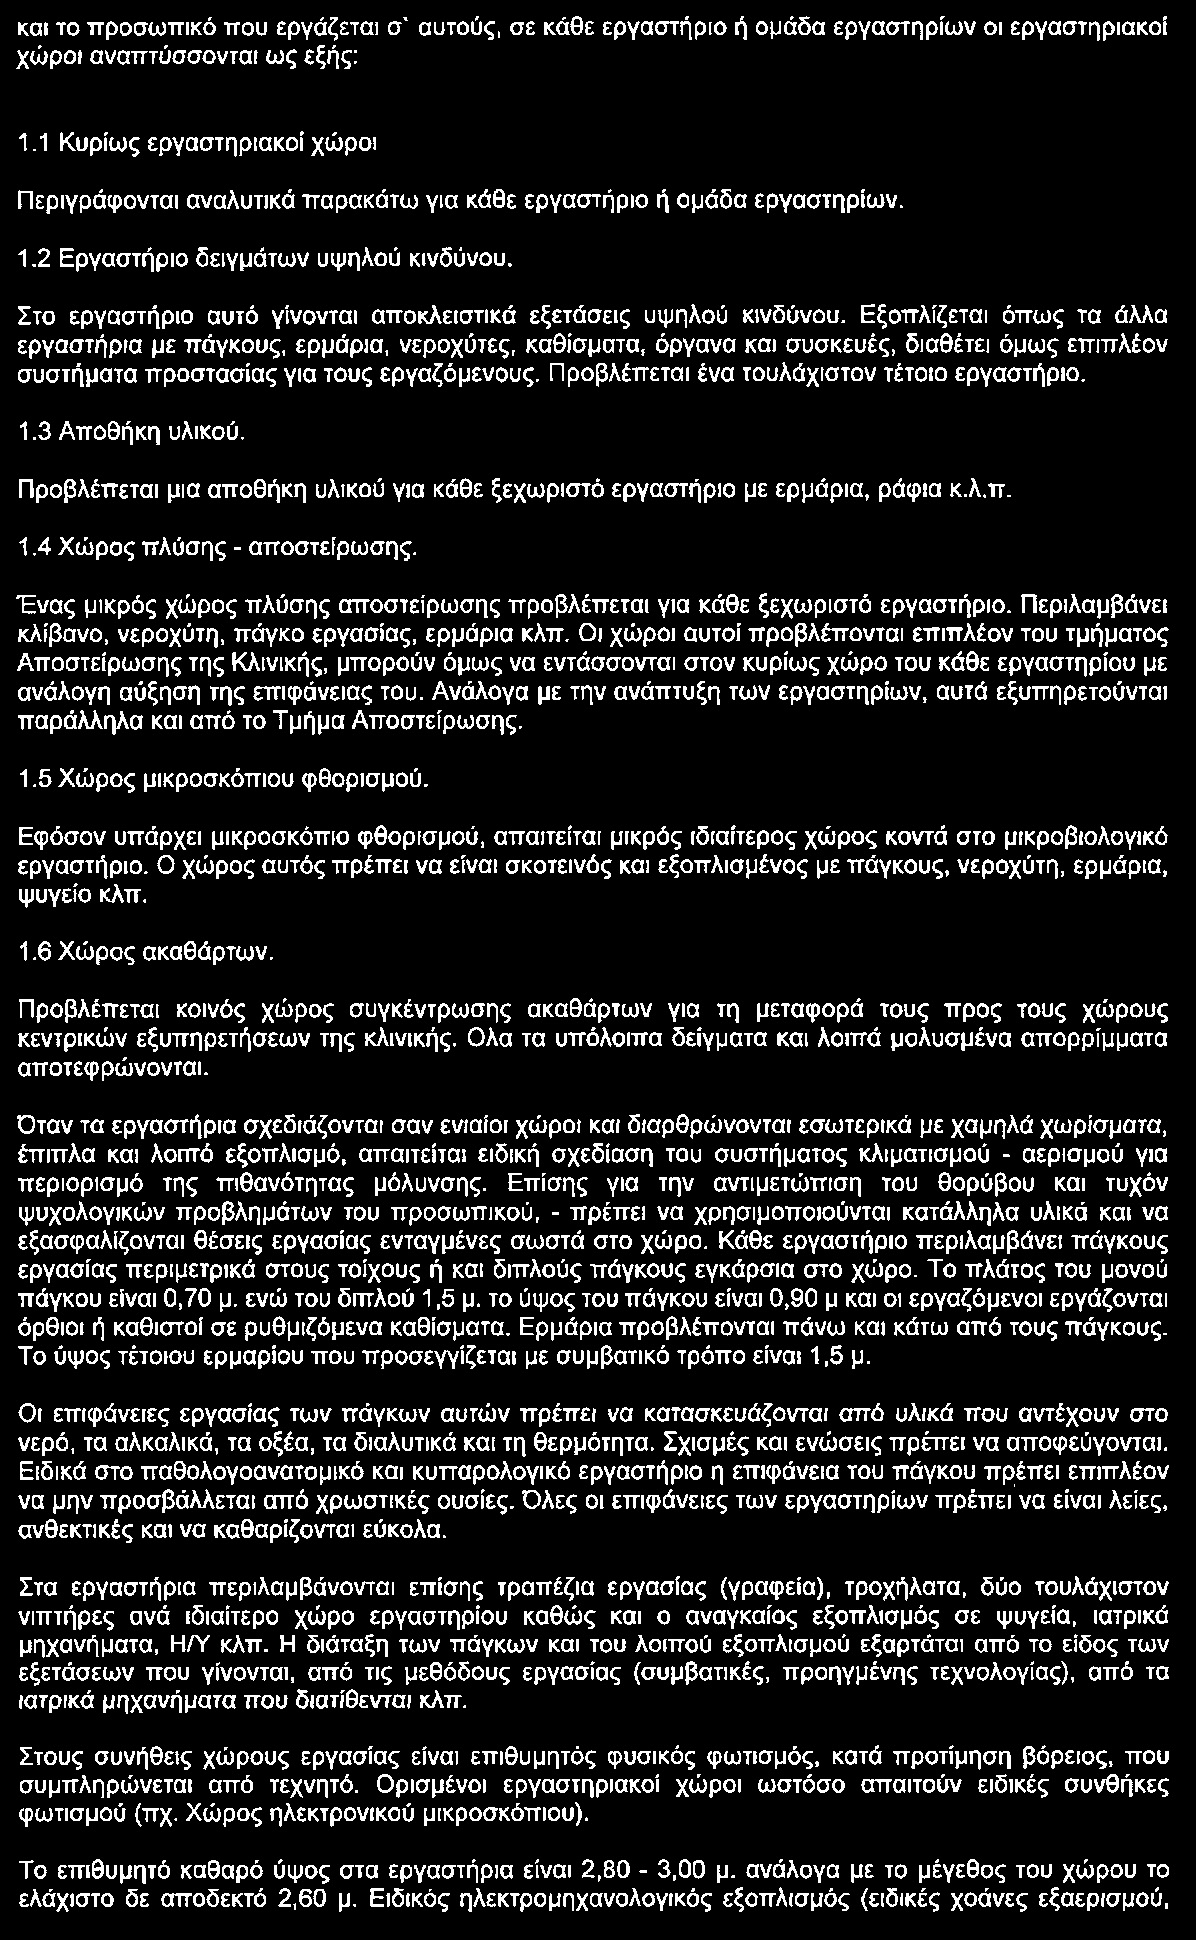 και το προσωπικό που εργάζεται σ' αυτούς, σε κάθε εργαστήριο ή ομάδα εργαστηρίων οι εργαστηριακοί
χώροι αναπτύσσονται ως εξής:
1.1 Κυρίως εργαστηριακοί χώροι
Περιγράφονται αναλυτικά παρακάτω για κάθε εργαστήριο ή ομάδα εργαστηρίων.
1.2 Εργαστήριο δειγμάτων υψηλού κινδύνου.
Στο εργαστήριο αυτό γίνονται αποκλειστικά εξετάσεις υψηλού κινδύνου. Εξοπλίζεται όπως τα άλλα
εργαστήρια με πάγκους, ερμάρια, νεροχύτες, καθίσματα, όργανα και συσκευές, διαθέτει όμως επιπλέον
συστήματα προστασίας για τους εργαζόμενους. Προβλέπεται ένα τουλάχιστον τέτοιο εργαστήριο.
1.3 Αποθήκη υλικού.
Προβλέπεται μια αποθήκη υλικού για κάθε ξεχωριστό εργαστήριο με ερμάρια, ράφια κ.λ.π.
1.4 Χώρος πλύσης - αποστείρωσης.
Ένας μικρός χώρος πλύσης αποστείρωσης προβλέπεται για κάθε ξεχωριστό εργαστήριο. Περιλαμβάνει
κλίβανο, νεροχύτη, πάγκο εργασίας, ερμάρια κλπ. Οι χώροι αυτοί προβλέπονται επιπλέον του τμήματος
Αποστείρωσης της Κλινικής, μπορούν όμως να εντάσσονται στον κυρίως χώρο του κάθε εργαστηρίου με
ανάλογη αύξηση της επιφάνειας του. Ανάλογα με την ανάπτυξη των εργαστηρίων, αυτά εξυπηρετούνται
παράλληλα και από το Τμήμα Αποστείρωσης.
1.5 Χώρος μικροσκόπιου φθορισμού.
Εφόσον υπάρχει μικροσκόπιο φθορισμού, απαιτείται μικρός ιδιαίτερος χώρος κοντά στο μικροβιολογικό
εργαστήριο. Ο χώρος αυτός πρέπει να είναι σκοτεινός και εξοπλισμένος με πάγκους, νεροχύτη, ερμάρια,
ψυγείο κλπ.
1.6 Χώρος ακαθάρτων.
Προβλέπεται κοινός χώρος συγκέντρωσης ακαθάρτων για τη μεταφορά τους προς τους χώρους
κεντρικών εξυπηρετήσεων της κλινικής. Ολα τα υπόλοιπα δείγματα και λοιπά μολυσμένα απορρίμματα
αποτεφρώνονται.
Όταν τα εργαστήρια σχεδιάζονται σαν ενιαίοι χώροι και διαρθρώνονται εσωτερικά με χαμηλά χωρίσματα,
έπιπλα και λοιπό εξοπλισμό, απαιτείται ειδική σχεδίαση του συστήματος κλιματισμού - αερισμού για
περιορισμό της πιθανότητας μόλυνσης. Επίσης για την αντιμετώπιση του θορύβου και τυχόν
ψυχολογικών προβλημάτων του προσωπικού, - πρέπει να χρησιμοποιούνται κατάλληλα υλικά και να
εξασφαλίζονται θέσεις εργασίας ενταγμένες σωστά στο χώρο. Κάθε εργαστήριο περιλαμβάνει πάγκους
εργασίας περιμετρικά στους τοίχους ή και διπλούς πάγκους εγκάρσια στο χώρο. Το πλάτος του μονού
πάγκου είναι 0,70 μ. ενώ του διπλού 1,5 μ. το ύψος του πάγκου είναι 0,90 μ και οι εργαζόμενοι εργάζονται
όρθιοι ή καθιστοί σε ρυθμιζόμενα καθίσματα. Ερμάρια προβλέπονται πάνω και κάτω από τους πάγκους.
Το ύψος τέτοιου ερμαρίου που προσεγγίζεται με συμβατικό τρόπο είναι 1,5 μ.
Οι επιφάνειες εργασίας των πάγκων αυτών πρέπει να κατασκευάζονται από υλικά που αντέχουν στο
νερό, τα αλκαλικά, τα οξέα, τα διαλυτικά και τη θερμότητα. Σχισμές και ενώσεις πρέπει να αποφεύγονται.
Ειδικά στο παθολογοανατομικό και κυτταρολογικό εργαστήριο η επιφάνεια του πάγκου πρέπει επιπλέον
να μην προσβάλλεται από χρωστικές ουσίες. Όλες οι επιφάνειες των εργαστηρίων πρέπει να είναι λείες,
ανθεκτικές και να καθαρίζονται εύκολα.
Στα εργαστήρια περιλαμβάνονται επίσης τραπέζια εργασίας (γραφεία), τροχήλατα, δύο τουλάχιστον
νιπτήρες ανά ιδιαίτερο χώρο εργαστηρίου καθώς και ο αναγκαίος εξοπλισμός σε ψυγεία, ιατρικά
μηχανήματα, Η/Υ κλπ. Η διάταξη των πάγκων και του λοιπού εξοπλισμού εξαρτάται από το είδος των
εξετάσεων που γίνονται, από τις μεθόδους εργασίας (συμβατικές, προηγμένης τεχνολογίας), από τα
ιατρικά μηχανήματα που διατίθενται κλπ.
Στους συνήθεις χώρους εργασίας είναι επιθυμητός φυσικός φωτισμός, κατά προτίμηση βόρειος, που
συμπληρώνεται από τεχνητό. Ορισμένοι εργαστηριακοί χώροι ωστόσο απαιτούν ειδικές συνθήκες
φωτισμού (πχ. Χώρος ηλεκτρονικού μικροσκόπιου).
Το επιθυμητό καθαρό ύψος στα εργαστήρια είναι 2,80 - 3,00 μ. ανάλογα με το μέγεθος του χώρου το
ελάχιστο δε αποδεκτό 2,60 μ. Ειδικός ηλεκτρομηχανολογικός εξοπλισμός (ειδικές χοάνες εξαερισμού,